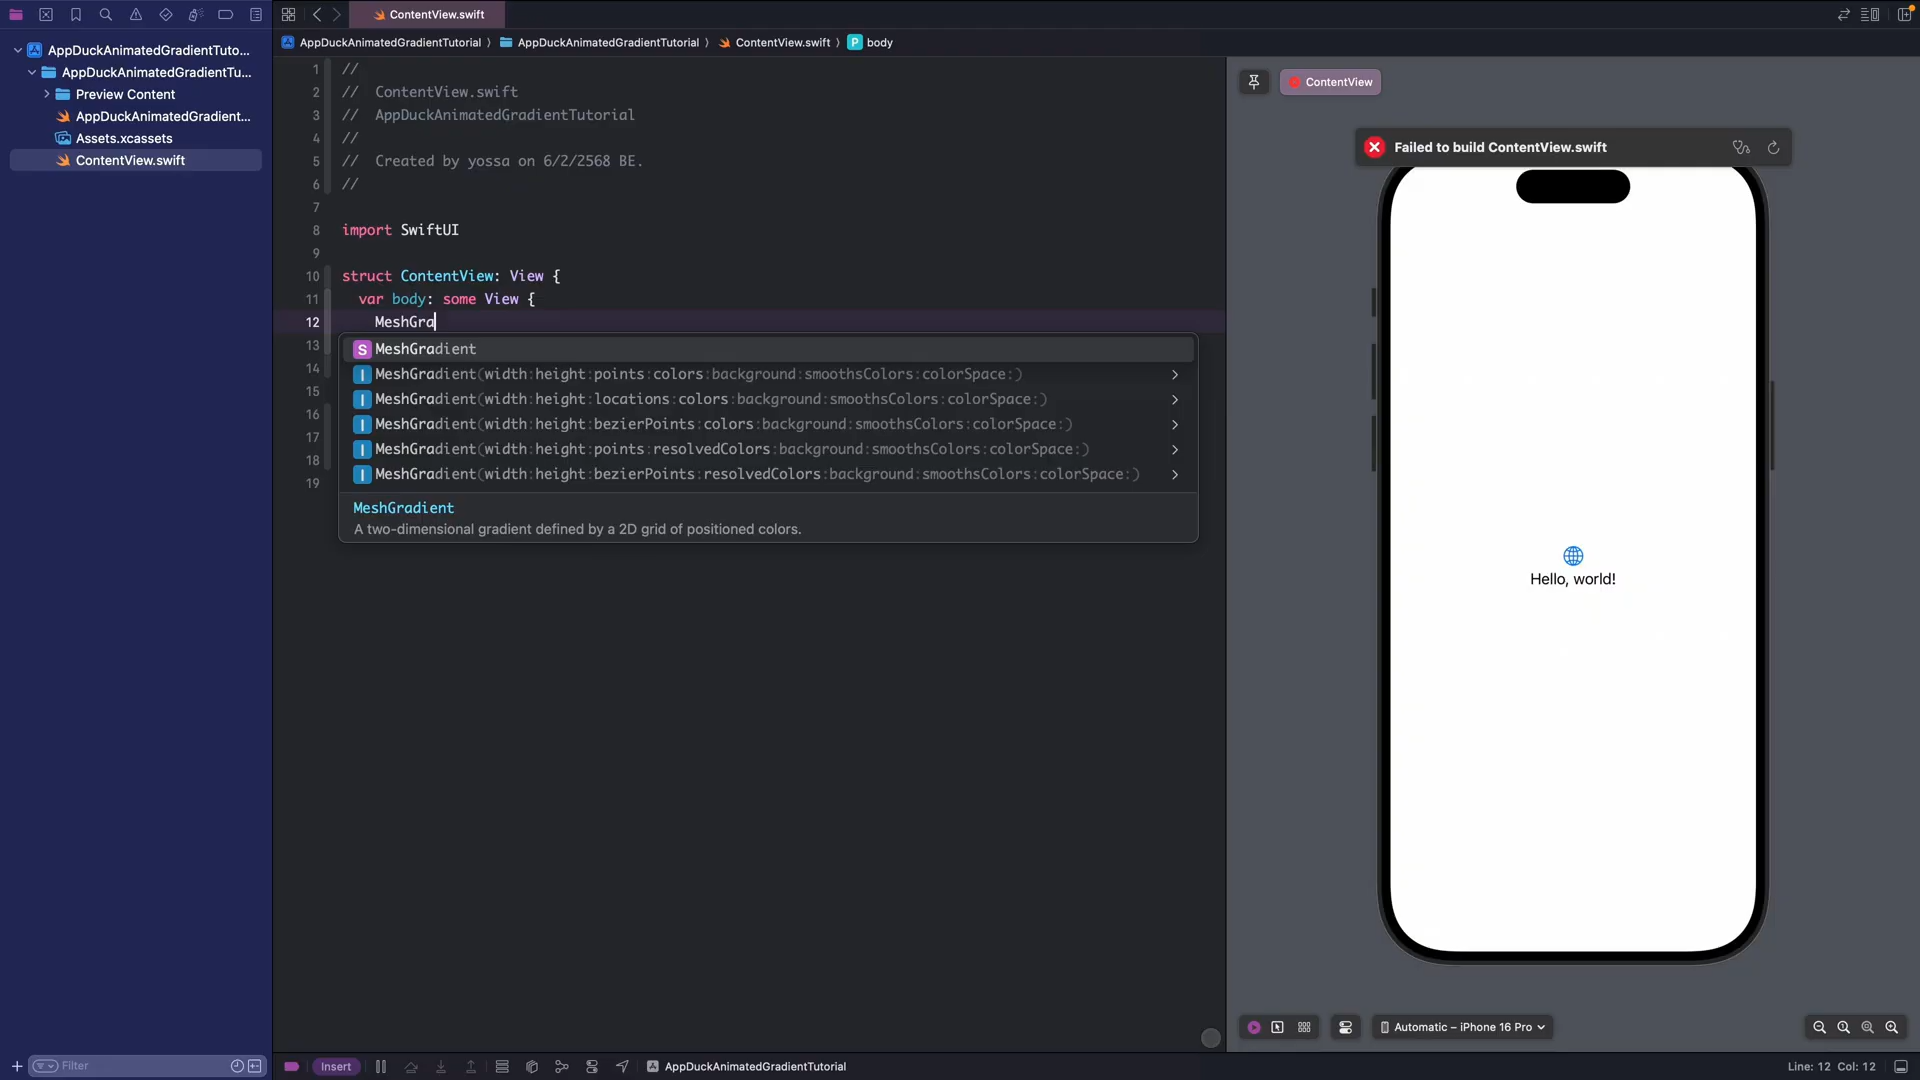 ContentView.swift
AppDuckAnimatedGradientTutorial 〉 AppDuckAnimatedGradientTutorial 〉 ContentView.swift 〉 P body
AppDuckAnimatedGradientTuto...
AppDuckAnimatedGradientTu...
Preview Content
AppDuckAnimatedGradient...
Assets.xcassets
ContentView.swift
1 //
2 //  ContentView.swift
3 //  AppDuckAnimatedGradientTutorial
4 //
5 //  Created by yossa on 6/2/2568 BE.
6 //
7
8 import SwiftUI
9
10 struct ContentView: View {
11   var body: some View {
12     MeshGra
13
14
15
16
17
18
19
S MeshGradient
I MeshGradient(width:height:points:colors:background:smoothsColors:colorSpace:)
I MeshGradient(width:height:locations:colors:background:smoothsColors:colorSpace:)
I MeshGradient(width:height:bezierPoints:colors:background:smoothsColors:colorSpace:)
I MeshGradient(width:height:points:resolvedColors:background:smoothsColors:colorSpace:)
I MeshGradient(width:height:bezierPoints:resolvedColors:background:smoothsColors:colorSpace:)
MeshGradient
A two-dimensional gradient defined by a 2D grid of positioned colors.
ContentView
Failed to build ContentView.swift
Hello, world!
Automatic – iPhone 16 Pro
Filter
Insert
AppDuckAnimatedGradientTutorial
Line: 12 Col: 12